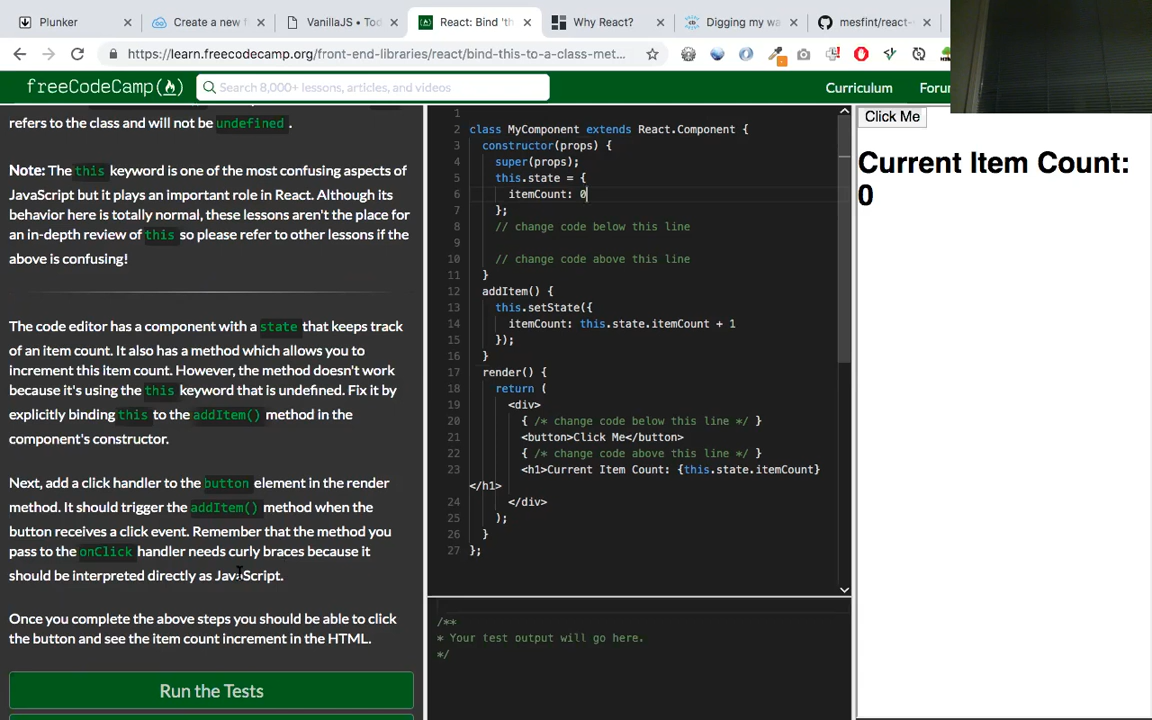 Plunker
Create a new f
VanillaJS • Tod
React: Bind 'th
Why React?
Digging my wa
mesfint/react-
https://learn.freecodecamp.org/front-end-libraries/react/bind-this-to-a-class-met...
freeCodeCamp
Search 8,000+ lessons, articles, and videos
Curriculum
Forum
refers to the class and will not be undefined .
Note: The this keyword is one of the most confusing aspects of
JavaScript but it plays an important role in React. Although its
behavior here is totally normal, these lessons aren't the place for
an in-depth review of this so please refer to other lessons if the
above is confusing!
The code editor has a component with a state that keeps track
of an item count. It also has a method which allows you to
increment this item count. However, the method doesn't work
because it's using the this keyword that is undefined. Fix it by
explicitly binding this to the addItem() method in the
component's constructor.
Next, add a click handler to the button element in the render
method. It should trigger the addItem() method when the
button receives a click event. Remember that the method you
pass to the onClick handler needs curly braces because it
should be interpreted directly as JavaScript.
Once you complete the above steps you should be able to click
the button and see the item count increment in the HTML.
Run the Tests
1
2 class MyComponent extends React.Component {
3 constructor(props) {
4 super(props);
5 this.state = {
6 itemCount: 0
7 };
8 // change code below this line
9
10 // change code above this line
11 }
12 addItem() {
13 this.setState({
14 itemCount: this.state.itemCount + 1
15 });
16 }
17 render() {
18 return (
19 <div>
20 { /* change code below this line */ }
21 <button>Click Me</button>
22 { /* change code above this line */ }
23 <h1>Current Item Count: {this.state.itemCount}
</h1>
24 </div>
25 );
26 }
27 };
/**
* Your test output will go here.
*/
Click Me
Current Item Count:
0